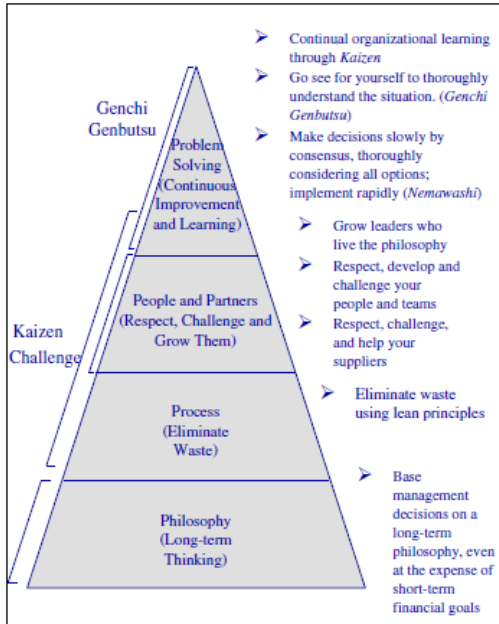 ➢ Continual organizational learning
through Kaizen
➢ Go see for yourself to thoroughly
understand the situation. (Genchi
Genbutsu)
➢ Make decisions slowly by
consensus, thoroughly
considering all options;
implement rapidly (Nemawashi)
Genchi
Genbutsu
Problem
Solving
(Continuous
Improvement
and Learning)
➢ Grow leaders who
live the philosophy
➢ Respect, develop and
challenge your
people and teams
➢ Respect, challenge,
and help your
suppliers
People and Partners
(Respect, Challenge and
Grow Them)
Kaizen
Challenge
➢ Eliminate waste
using lean principles
Process
(Eliminate
Waste)
➢ Base
management
decisions on a
long-term
philosophy, even
at the expense of
short-term
financial goals
Philosophy
(Long-term
Thinking)